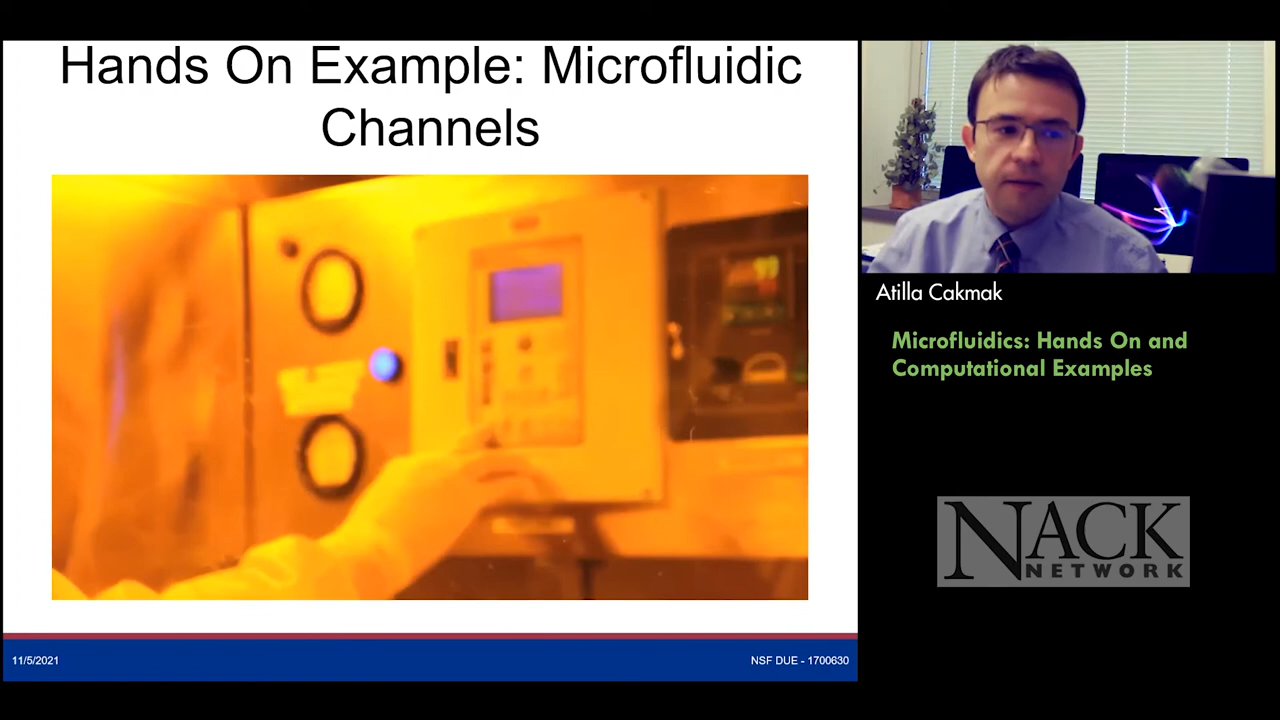 Hands On Example: Microfluidic
Channels
11/5/2021
NSF DUE - 1700630
Atilla Cakmak
Microfluidics: Hands On and
Computational Examples
NACK
NETWORK